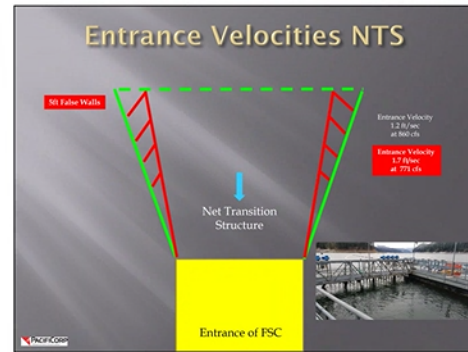 Entrance Velocities NTS
5ft False Walls
Entrance Velocity
1.2 ft/sec
at 860 cfs
Entrance Velocity
1.7 ft/sec
at 771 cfs
Net Transition
Structure
Entrance of FSC
PACIFICORP